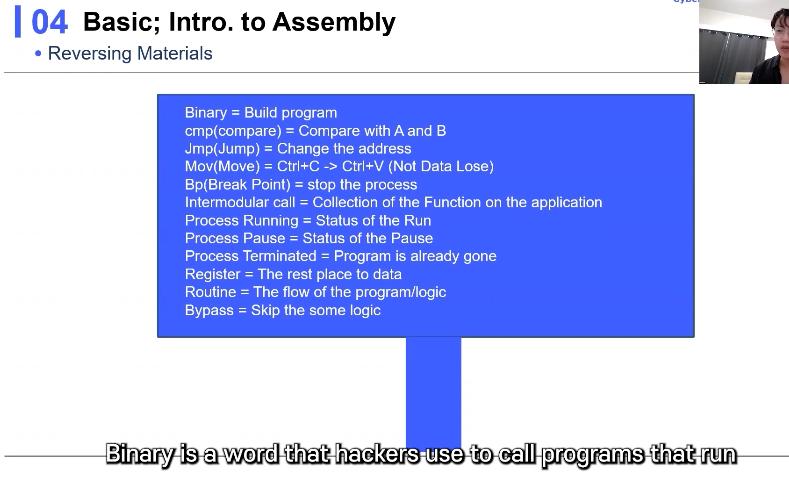 04 Basic; Intro. to Assembly
• Reversing Materials
Binary = Build program
cmp(compare) = Compare with A and B
Jmp(Jump) = Change the address
Mov(Move) = Ctrl+C -> Ctrl+V (Not Data Lose)
Bp(Break Point) = stop the process
Intermodular call = Collection of the Function on the application
Process Running = Status of the Run
Process Pause = Status of the Pause
Process Terminated = Program is already gone
Register = The rest place to data
Routine = The flow of the program/logic
Bypass = Skip the some logic
Binary is a word that hackers use to call programs that run